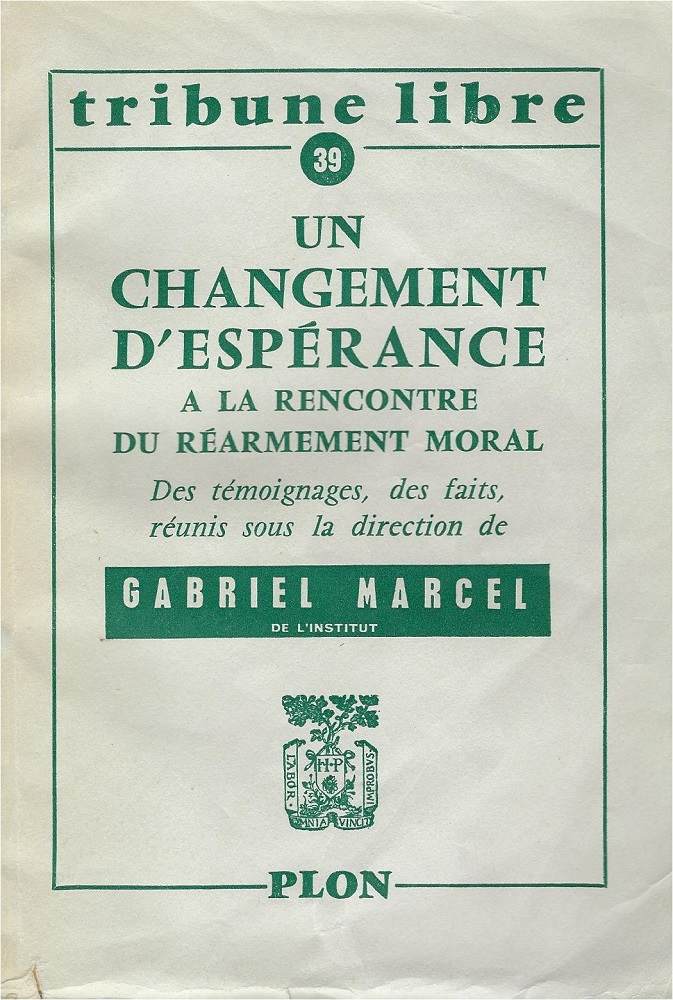 tribune libre
39
UN
CHANGEMENT
D'ESPÉRANCE
A LA RENCONTRE
DU RÉARMEMENT MORAL
Des témoignages, des faits,
réunis sous la direction de
GABRIEL MARCEL
DE L'INSTITUT
H·P
LABOR
IMPROBVS
OMNIA VINCIT
PLON